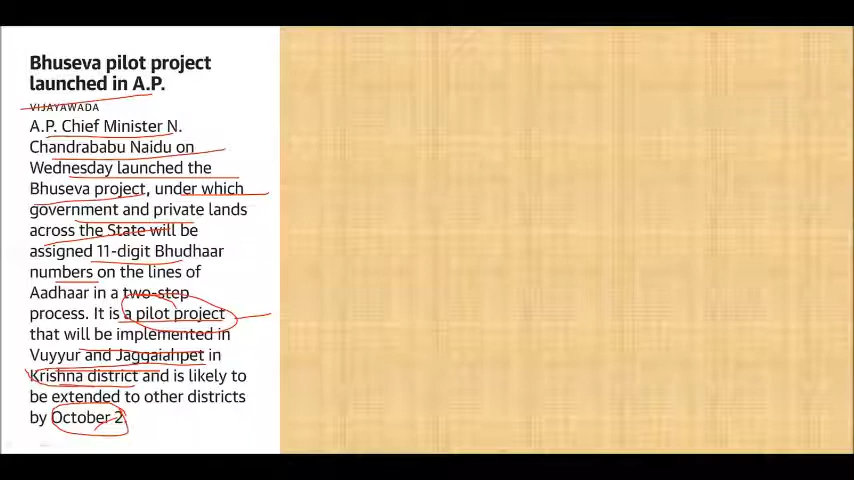 Bhuseva pilot project
launched in A.P.
VIJAYAWADA
A.P. Chief Minister N.
Chandrababu Naidu on
Wednesday launched the
Bhuseva project, under which
government and private lands
across the State will be
assigned 11-digit Bhudhaar
numbers on the lines of
Aadhaar in a two-step
process. It is a pilot project
that will be implemented in
Vuyyur and Jaggaiahpet in
Krishna district and is likely to
be extended to other districts
by October 2